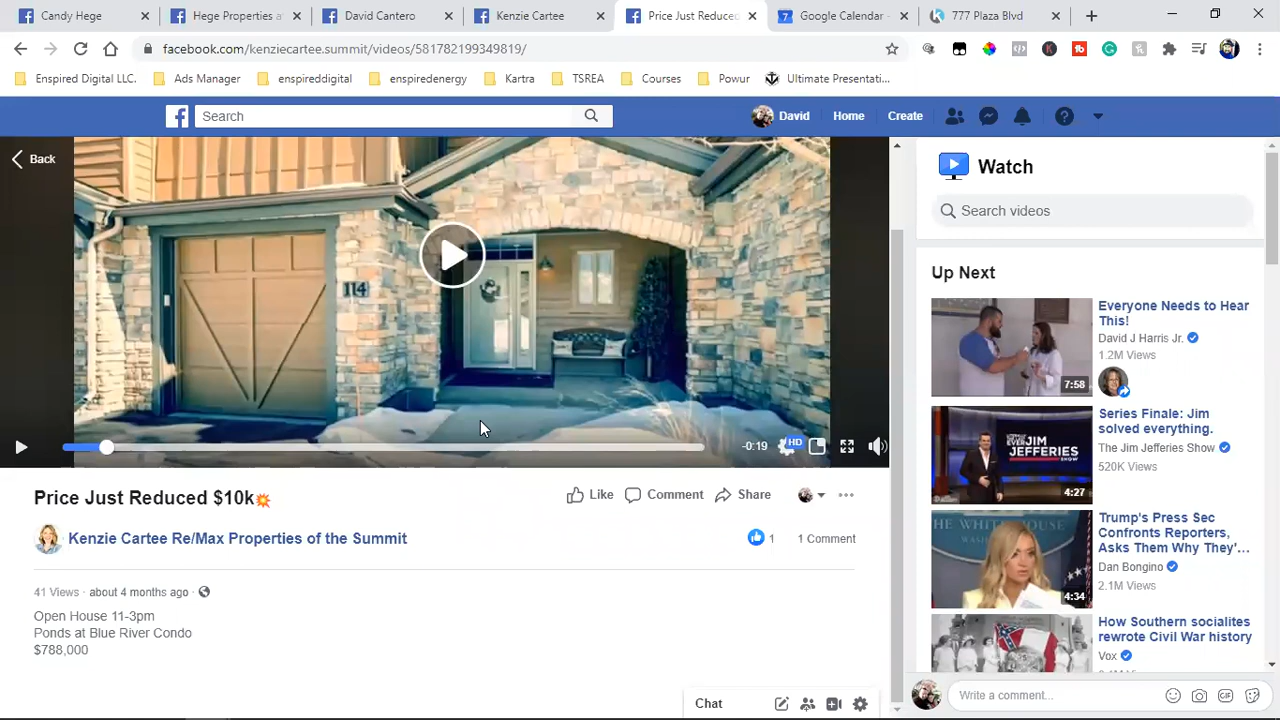 Candy Hege
Hege Properties a
David Cantero
Kenzie Cartee
Price Just Reduced
Google Calendar -
777 Plaza Blvd
facebook.com/kenziecartee.summit/videos/581782199349819/
Enspired Digital LLC.
Ads Manager
enspireddigital
enspiredenergy
Kartra
TSREA
Courses
Powur
Ultimate Presentati...
Search
David
Home
Create
Back
114
-0:19
HD
Price Just Reduced $10k
Like
Comment
Share
Kenzie Cartee Re/Max Properties of the Summit
1
1 Comment
41 Views · about 4 months ago
Open House 11-3pm
Ponds at Blue River Condo
$788,000
Chat
Watch
Search videos
Up Next
7:58
Everyone Needs to Hear
This!
David J Harris Jr.
1.2M Views
JIM
JEFFERIES
4:27
Series Finale: Jim
solved everything.
The Jim Jefferies Show
520K Views
THE WHITE HOUSE
4:34
Trump's Press Sec
Confronts Reporters,
Asks Them Why They'...
Dan Bongino
2.1M Views
How Southern socialites
rewrote Civil War history
Vox
Write a comment...